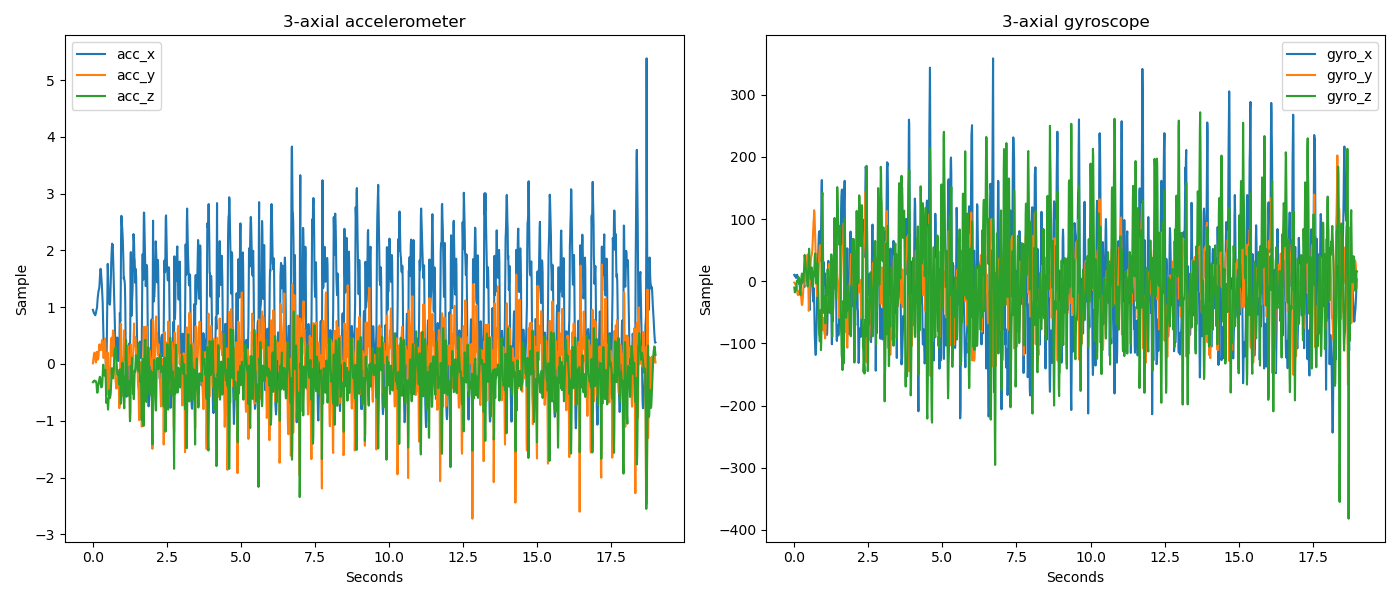 3-axial accelerometer
acc_x
acc_y
acc_z
5
4
3
2
1
0
−1
−2
−3
Sample
0.0 2.5 5.0 7.5 10.0 12.5 15.0 17.5
Seconds
3-axial gyroscope
gyro_x
gyro_y
gyro_z
300
200
100
0
−100
−200
−300
−400
Sample
0.0 2.5 5.0 7.5 10.0 12.5 15.0 17.5
Seconds